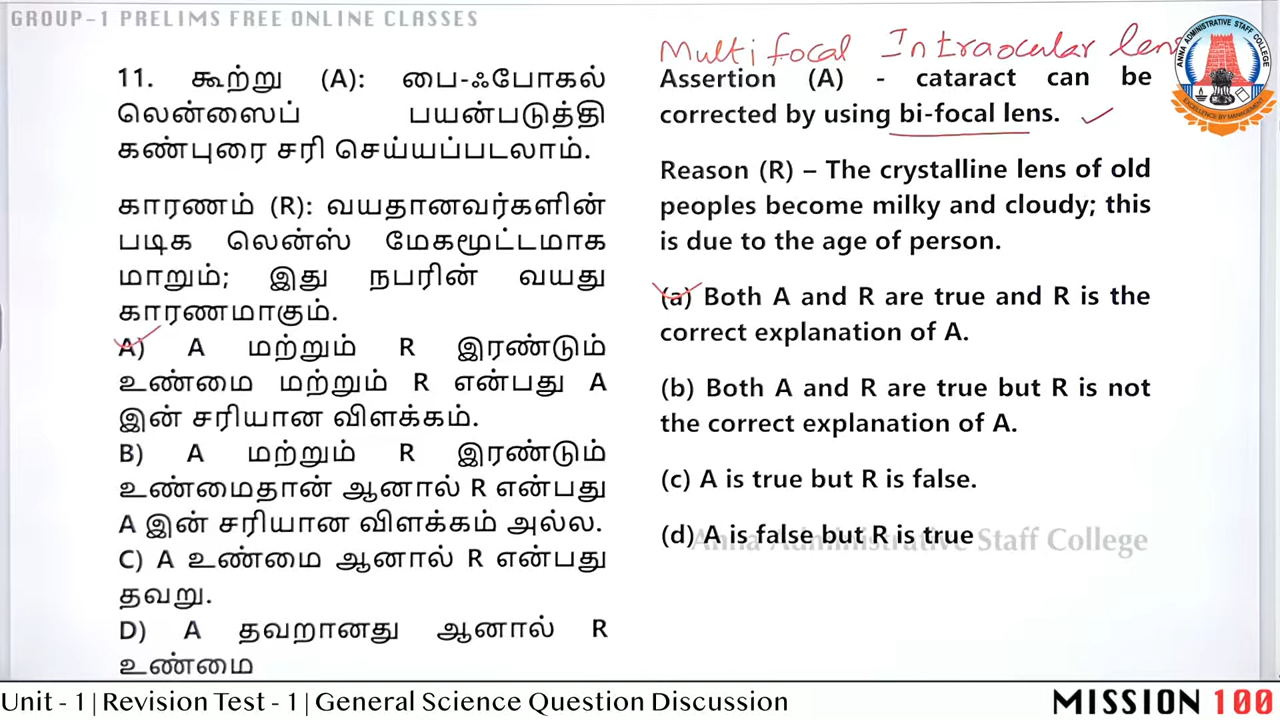 GROUP-1 PRELIMS FREE ONLINE CLASSES
Multifocal Intraocular lens
11. கூற்று (A): பை-ஃபோகல்
லென்ஸைப் பயன்படுத்தி
கண்புரை சரி செய்யப்படலாம்.
காரணம் (R): வயதானவர்களின்
படிக லென்ஸ் மேகமூட்டமாக
மாறும்; இது நபரின் வயது
காரணமாகும்.
A) A மற்றும் R இரண்டும்
உண்மை மற்றும் R என்பது A
இன் சரியான விளக்கம்.
B) A மற்றும் R இரண்டும்
உண்மைதான் ஆனால் R என்பது
A இன் சரியான விளக்கம் அல்ல.
C) A உண்மை ஆனால் R என்பது
தவறு.
D) A தவறானது ஆனால் R
உண்மை
Assertion (A) - cataract can be
corrected by using bi-focal lens.
Reason (R) – The crystalline lens of old
peoples become milky and cloudy; this
is due to the age of person.
(a) Both A and R are true and R is the
correct explanation of A.
(b) Both A and R are true but R is not
the correct explanation of A.
(c) A is true but R is false.
(d) A is false but R is true
Anna Administrative Staff College
ANNA ADMINISTRATIVE STAFF COLLEGE
EXCELLENCE BY MANAGEMENT
Unit - 1 | Revision Test - 1 | General Science Question Discussion
MISSION 100